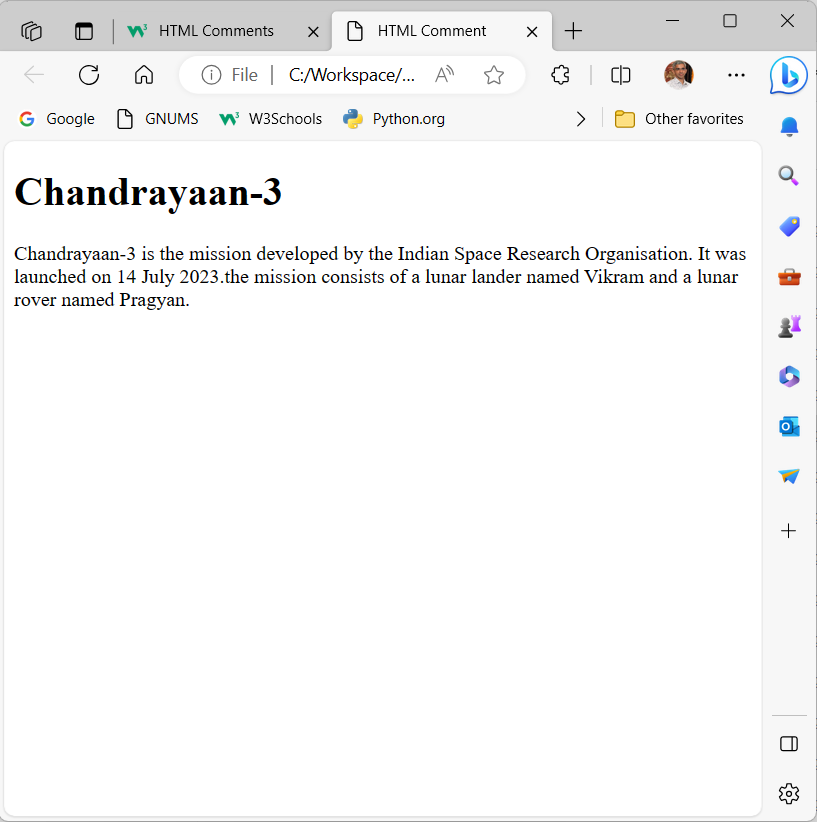 HTML Comments
HTML Comment
File
C:/Workspace/...
Google
GNUMS
W3Schools
Python.org
Other favorites
Chandrayaan-3
Chandrayaan-3 is the mission developed by the Indian Space Research Organisation. It was
launched on 14 July 2023.the mission consists of a lunar lander named Vikram and a lunar
rover named Pragyan.